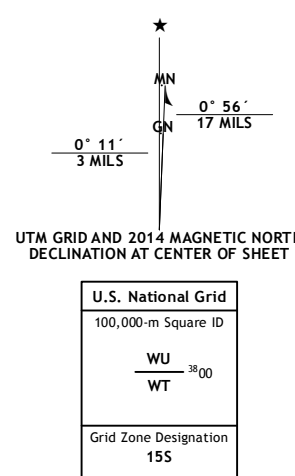 ★
MN
0° 56´
17 MILS
GN
0° 11´
3 MILS
UTM GRID AND 2014 MAGNETIC NORTH
DECLINATION AT CENTER OF SHEET
U.S. National Grid
100,000-m Square ID
WU
3800
WT
Grid Zone Designation
15S